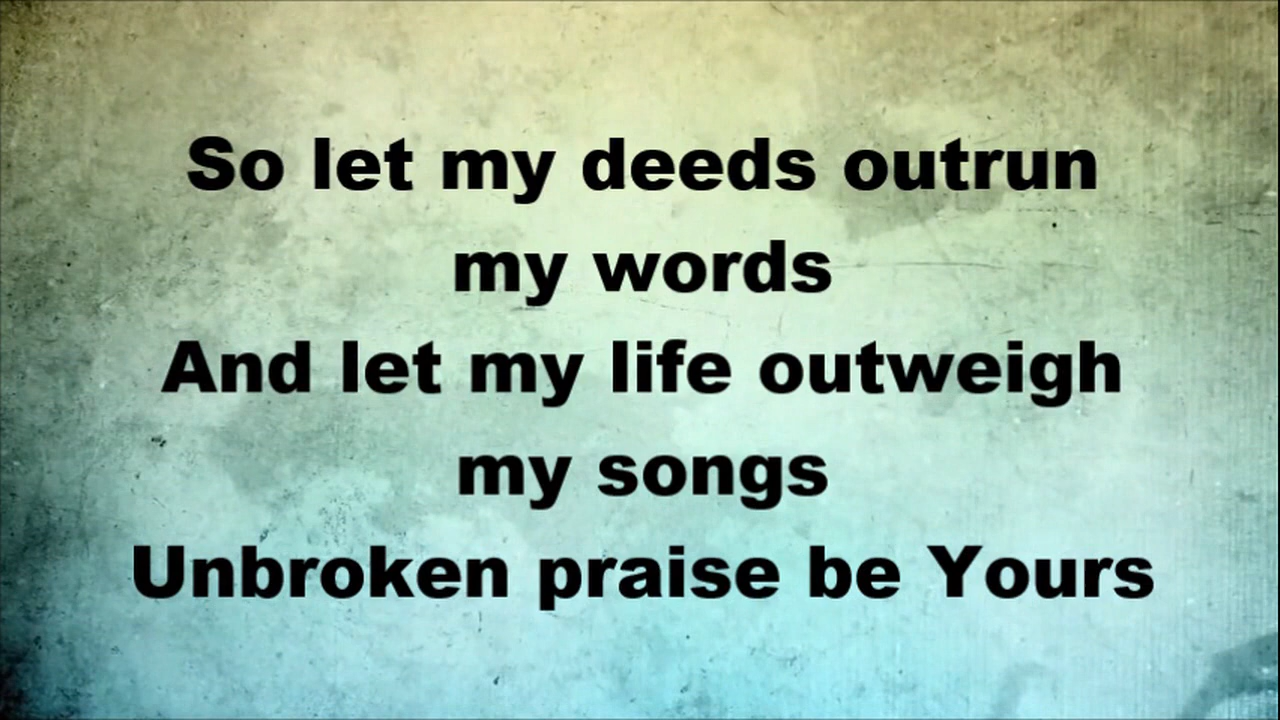 So let my deeds outrun
my words
And let my life outweigh
my songs
Unbroken praise be Yours